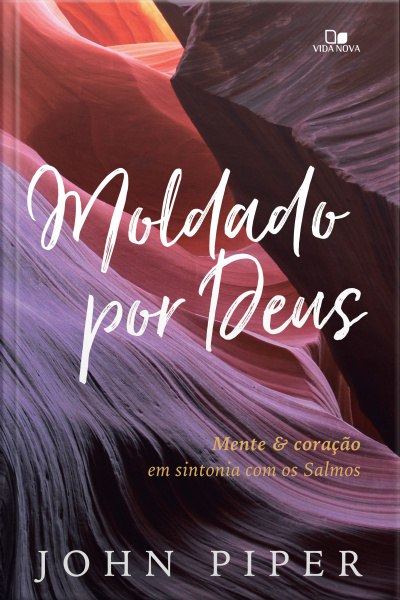 VIDA NOVA
Moldado
por Deus
Mente & coração
em sintonia com os Salmos
JOHN PIPER